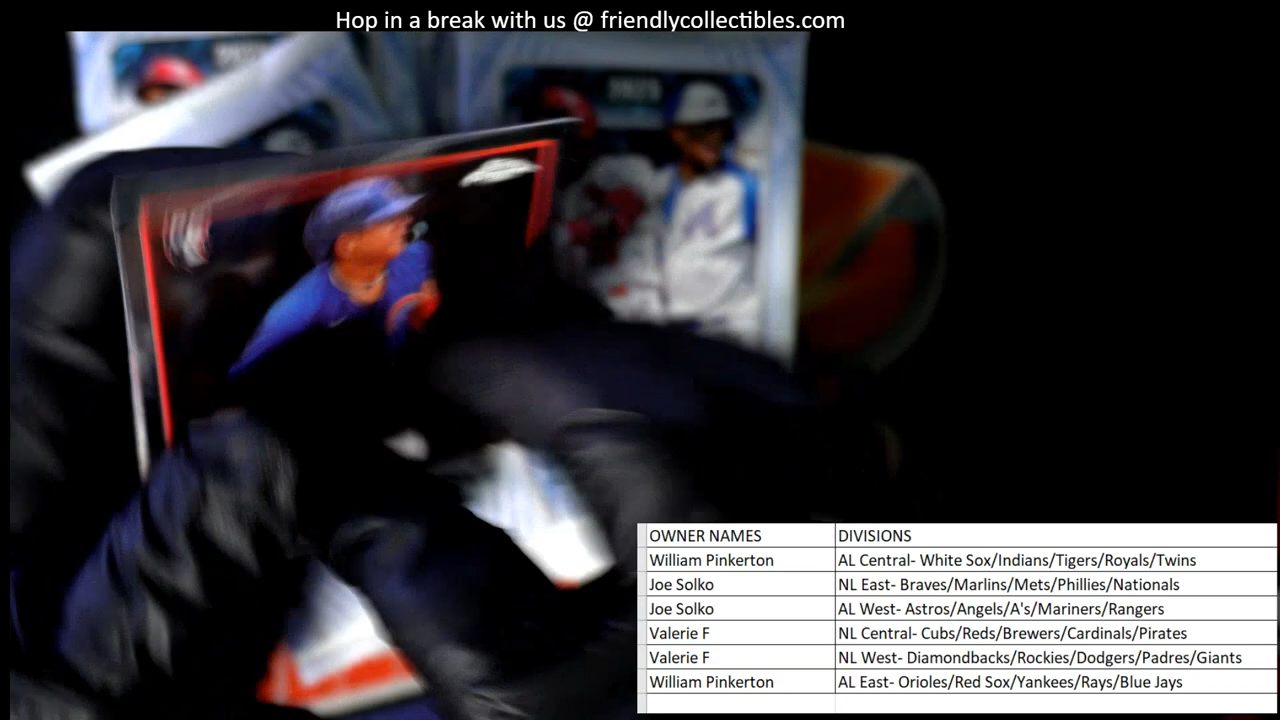 Hop in a break with us @ friendlycollectibles.com
OWNER NAMES DIVISIONS
William Pinkerton AL Central- White Sox/Indians/Tigers/Royals/Twins
Joe Solko NL East- Braves/Marlins/Mets/Phillies/Nationals
Joe Solko AL West- Astros/Angels/A's/Mariners/Rangers
Valerie F NL Central- Cubs/Reds/Brewers/Cardinals/Pirates
Valerie F NL West- Diamondbacks/Rockies/Dodgers/Padres/Giants
William Pinkerton AL East- Orioles/Red Sox/Yankees/Rays/Blue Jays